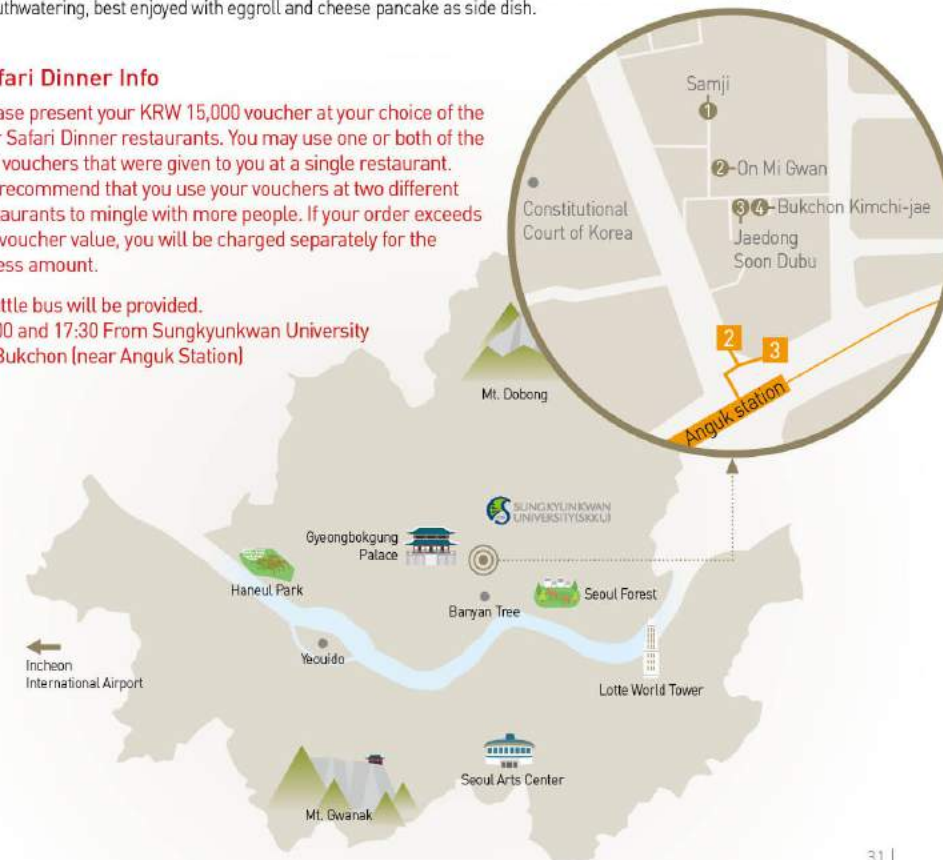 uthwatering, best enjoyed with eggroll and cheese pancake as side dish.
fari Dinner Info
ase present your KRW 15,000 voucher at your choice of the
r Safari Dinner restaurants. You may use one or both of the
vouchers that were given to you at a single restaurant.
recommend that you use your vouchers at two different
taurants to mingle with more people. If your order exceeds
voucher value, you will be charged separately for the
ess amount.
ttle bus will be provided.
00 and 17:30 From Sungkyunkwan University
Bukchon (near Anguk Station)
Samji
1
2 On Mi Gwan
Constitutional
Court of Korea
3 4 Bukchon Kimchi-jae
Jaedong
Soon Dubu
2
3
Anguk station
Mt. Dobong
SUNGKYUNKWAN
UNIVERSITY(SKKU)
Gyeongbokgung
Palace
Haneul Park
Banyan Tree
Seoul Forest
Yeouido
Incheon
International Airport
Lotte World Tower
Seoul Arts Center
Mt. Gwanak
31 |